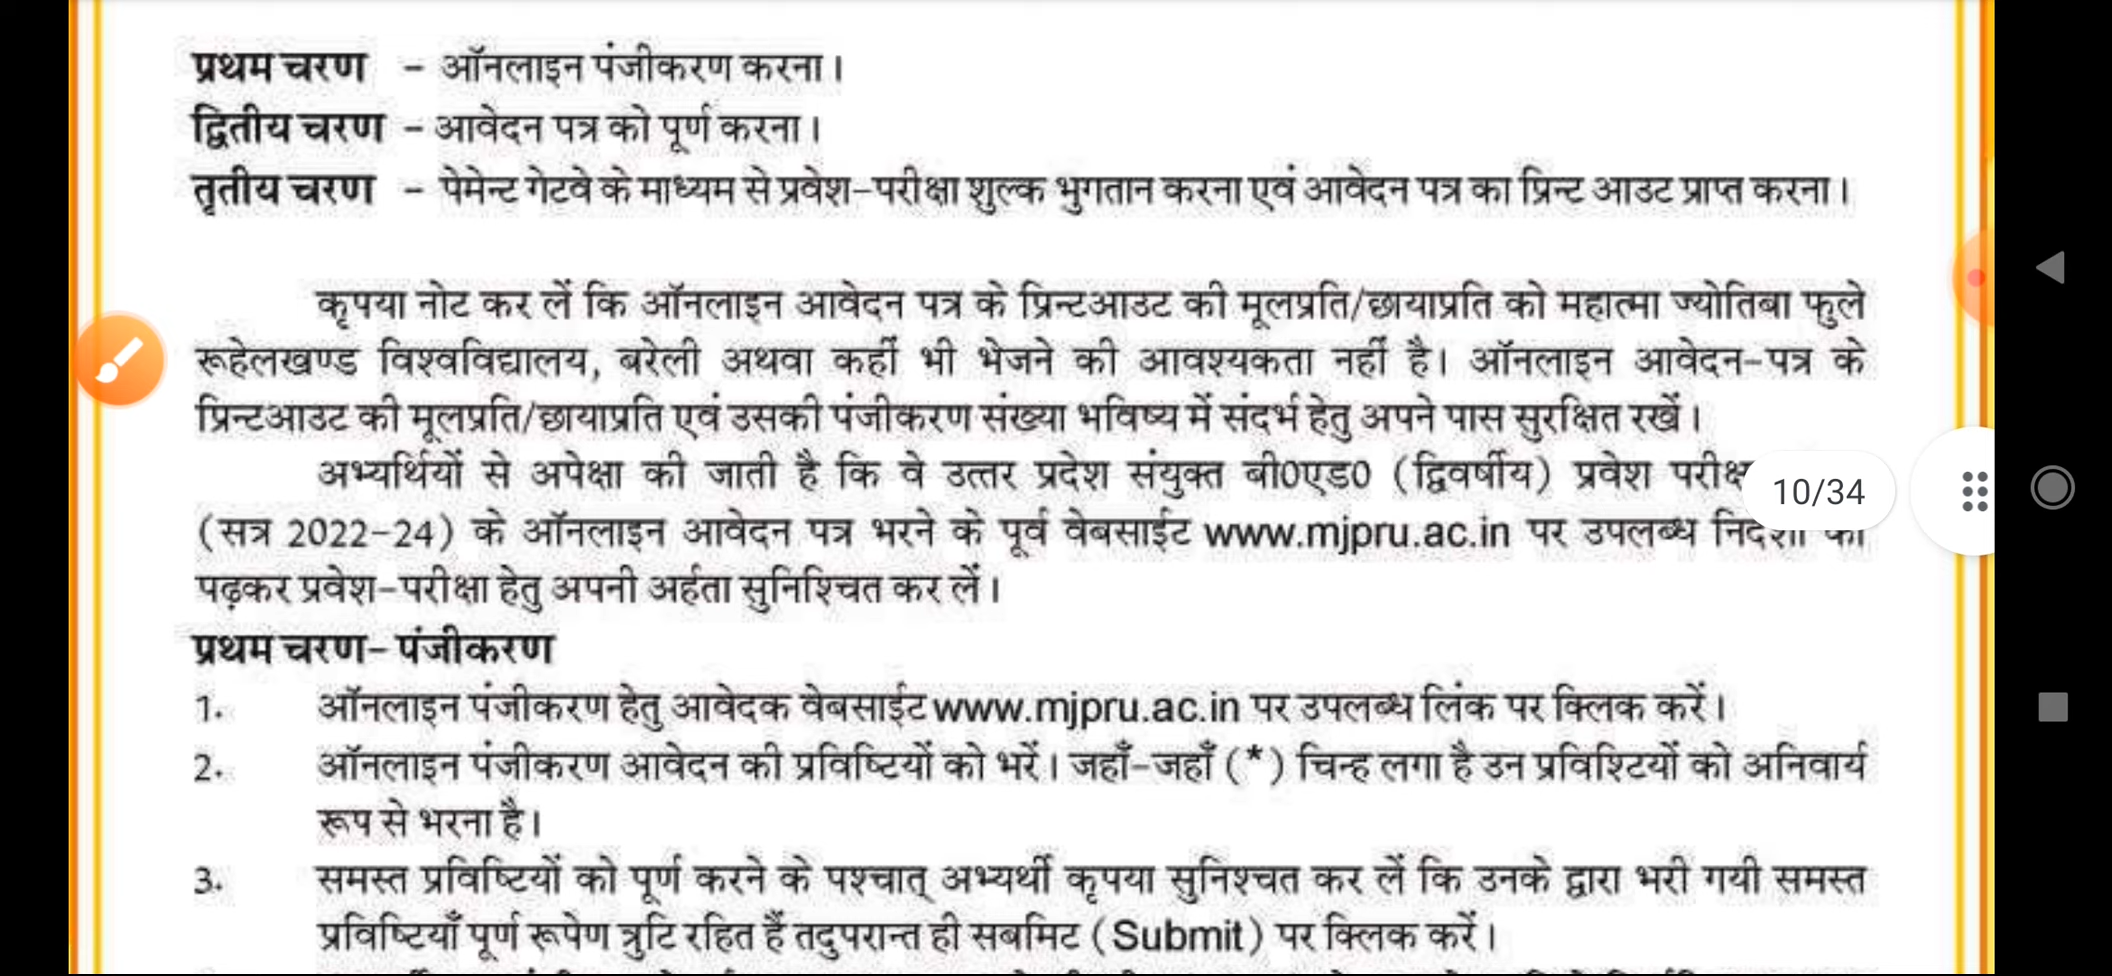 प्रथम चरण – ऑनलाइन पंजीकरण करना।
द्वितीय चरण – आवेदन पत्र को पूर्ण करना।
तृतीय चरण – पेमेन्ट गेटवे के माध्यम से प्रवेश-परीक्षा शुल्क भुगतान करना एवं आवेदन पत्र का प्रिन्ट आउट प्राप्त करना।
कृपया नोट कर लें कि ऑनलाइन आवेदन पत्र के प्रिन्टआउट की मूलप्रति/छायाप्रति को महात्मा ज्योतिबा फुले
रूहेलखण्ड विश्वविद्यालय, बरेली अथवा कहीं भी भेजने की आवश्यकता नहीं है। ऑनलाइन आवेदन-पत्र के
प्रिन्टआउट की मूलप्रति/छायाप्रति एवं उसकी पंजीकरण संख्या भविष्य में संदर्भ हेतु अपने पास सुरक्षित रखें।
अभ्यर्थियों से अपेक्षा की जाती है कि वे उत्तर प्रदेश संयुक्त बी0एड0 (द्विवर्षीय) प्रवेश
10/34
(सत्र 2022-24) के ऑनलाइन आवेदन पत्र भरने के पूर्व वेबसाईट www.mjpru.ac.in पर उपलब्ध
पढ़कर प्रवेश-परीक्षा हेतु अपनी अर्हता सुनिश्चित कर लें।
प्रथम चरण- पंजीकरण
1. ऑनलाइन पंजीकरण हेतु आवेदक वेबसाईट www.mjpru.ac.in पर उपलब्ध लिंक पर क्लिक करें।
2. ऑनलाइन पंजीकरण आवेदन की प्रविष्टियों को भरें। जहाँ-जहाँ (*) चिन्ह लगा है उन प्रविश्टियों को अनिवार्य
रूप से भरना है।
3. समस्त प्रविष्टियों को पूर्ण करने के पश्चात् अभ्यर्थी कृपया सुनिश्चत कर लें कि उनके द्वारा भरी गयी समस्त
प्रविष्टियाँ पूर्ण रूपेण त्रुटि रहित हैं तदुपरान्त ही सबमिट (Submit) पर क्लिक करें।